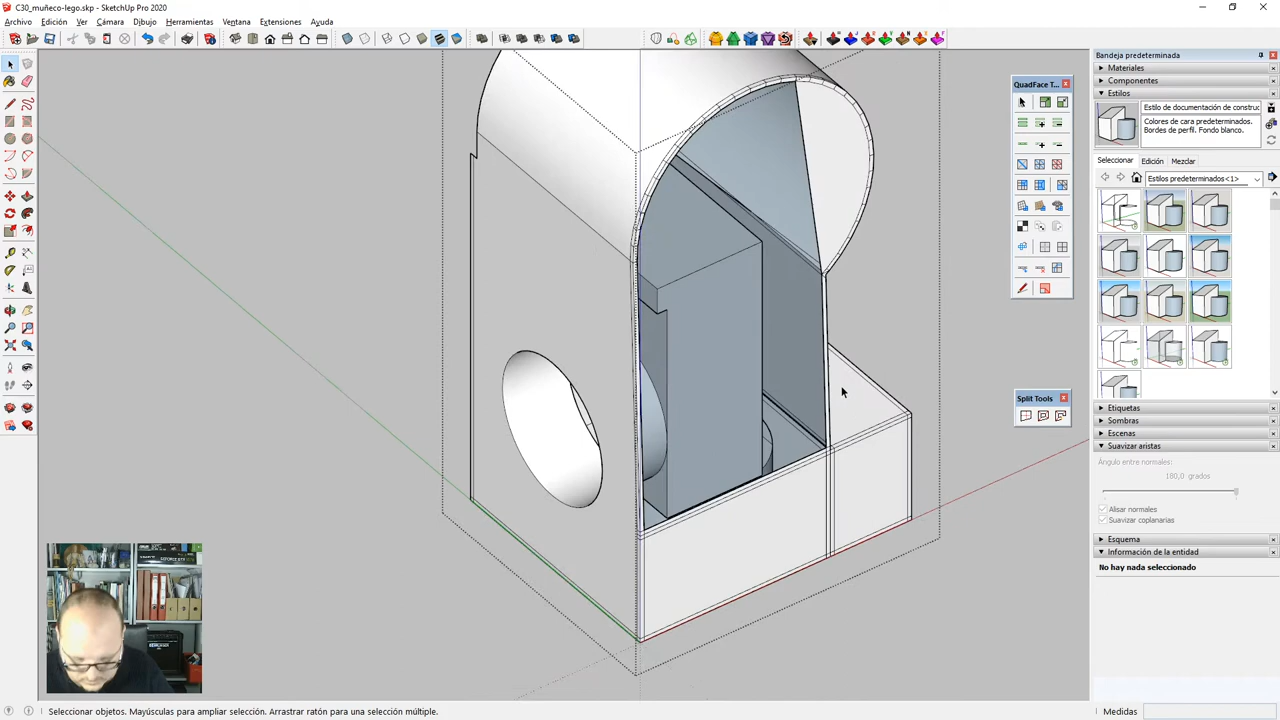 C30_muñeco-lego.skp - SketchUp Pro 2020
Archivo Edición Ver Cámara Dibujo Herramientas Ventana Extensiones Ayuda
QuadFace T...
Split Tools
Bandeja predeterminada
Materiales
Componentes
Estilos
Estilo de documentación de construc
Colores de cara predeterminados.
Bordes de perfil. Fondo blanco.
Seleccionar Edición Mezclar
Estilos predeterminados<1>
Etiquetas
Sombras
Escenas
Suavizar aristas
Ángulo entre normales:
180,0 grados
Alisar normales
Suavizar coplanarias
Esquema
Información de la entidad
No hay nada seleccionado
Seleccionar objetos. Mayúsculas para ampliar selección. Arrastrar ratón para una selección múltiple.
Medidas